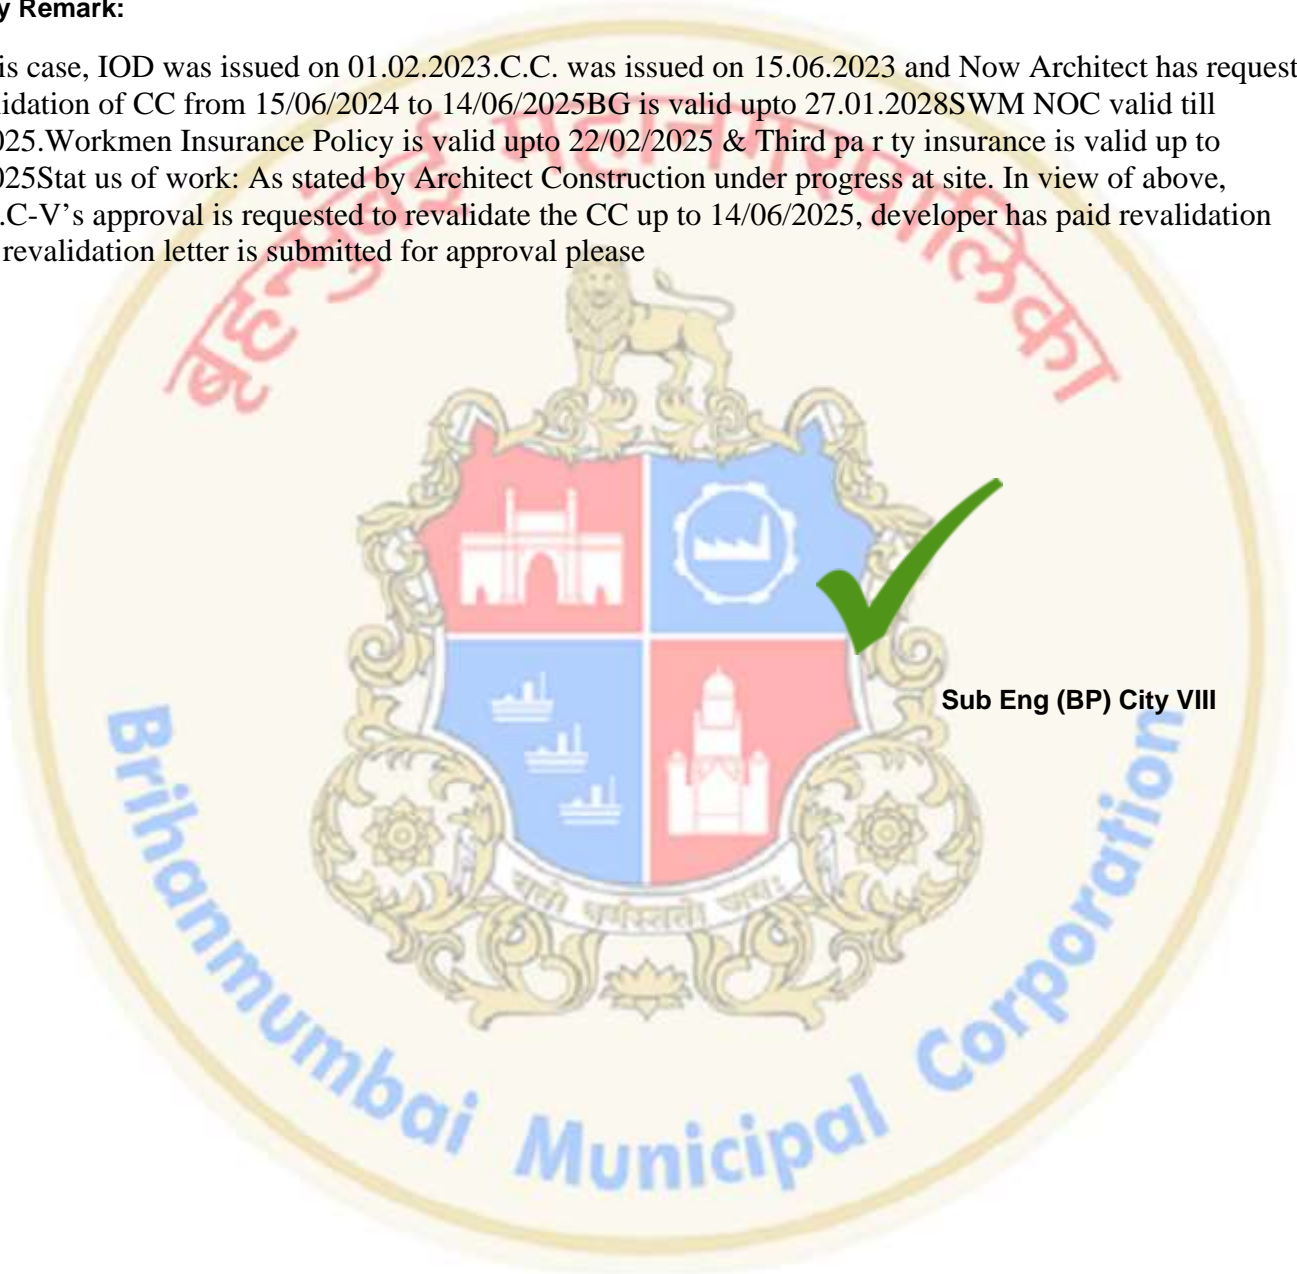 y Remark:
is case, IOD was issued on 01.02.2023.C.C. was issued on 15.06.2023 and Now Architect has request
idation of CC from 15/06/2024 to 14/06/2025BG is valid upto 27.01.2028SWM NOC valid till
025.Workmen Insurance Policy is valid upto 22/02/2025 & Third pa r ty insurance is valid up to
025Stat us of work: As stated by Architect Construction under progress at site. In view of above,
.C-V’s approval is requested to revalidate the CC up to 14/06/2025, developer has paid revalidation
revalidation letter is submitted for approval please
बृहन्मुंबई महानगरपालिका
यतो धर्मस्ततो जयः
Sub Eng (BP) City VIII
Brihanmumbai Municipal Corporation